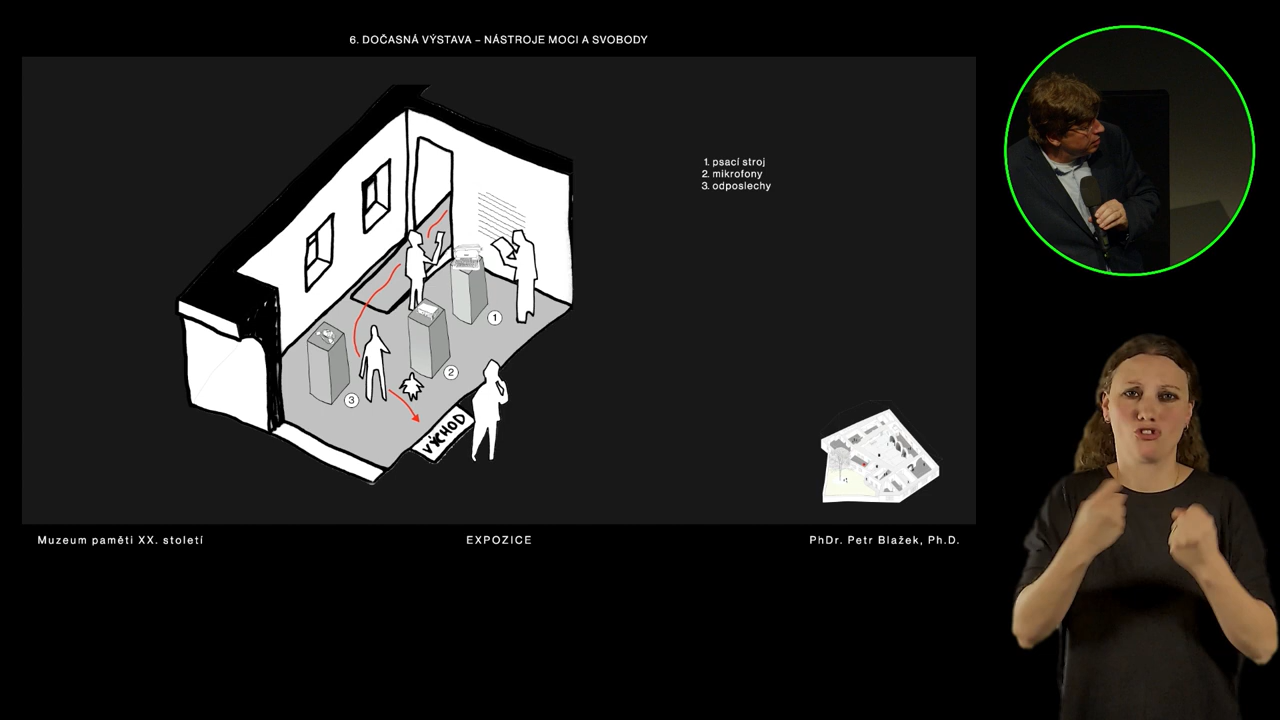 6. DOČASNÁ VÝSTAVA – NÁSTROJE MOCI A SVOBODY
1. psací stroj
2. mikrofony
3. odposlechy
1
2
3
VÝCHOD
Muzeum paměti XX. století
EXPOZICE
PhDr. Petr Blažek, Ph.D.